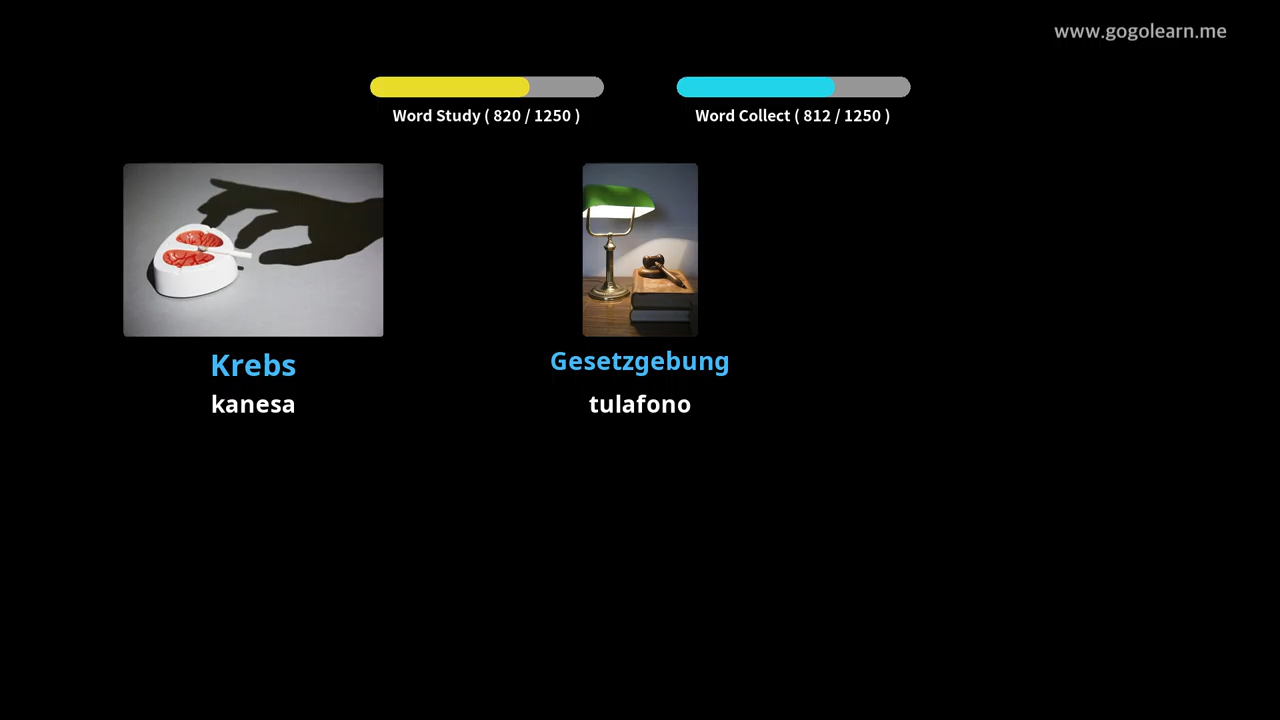 www.gogolearn.me
Word Study ( 820 / 1250 )
Word Collect ( 812 / 1250 )
Krebs
kanesa
Gesetzgebung
tulafono